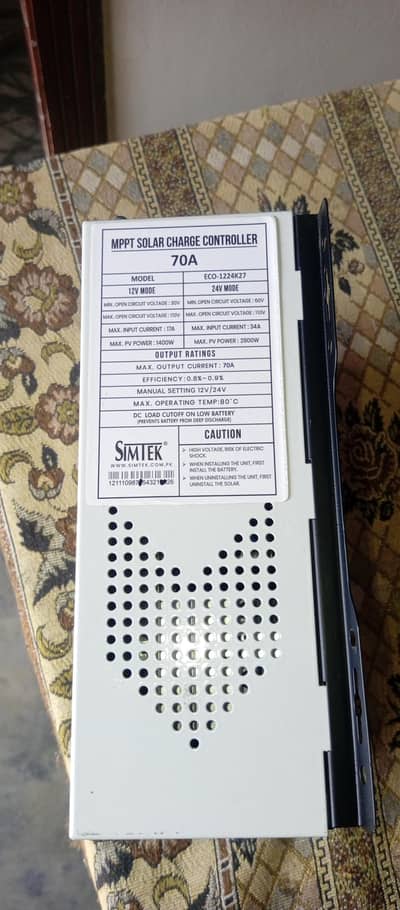 MPPT SOLAR CHARGE CONTROLLER
70A
MODEL ECO-1224K27
12V MODE 24V MODE
MIN. OPEN CIRCUIT VOLTAGE : 30V MIN. OPEN CIRCUIT VOLTAGE : 60V
MAX. OPEN CIRCUIT VOLTAGE : 110V MAX. OPEN CIRCUIT VOLTAGE : 110V
MAX. INPUT CURRENT : 17A MAX. INPUT CURRENT : 34A
MAX. PV POWER : 1400W MAX. PV POWER : 2800W
OUTPUT RATINGS
MAX. OUTPUT CURRENT : 70A
EFFICIENCY : 0.8%-0.9%
MANUAL SETTING 12V/24V
MAX. OPERATING TEMP:80°C
DC LOAD CUTOFF ON LOW BATTERY
(PREVENTS BATTERY FROM DEEP DISCHARGE)
SIMTEK®
WWW.SIMTEK.COM.PK
CAUTION
HIGH VOLTAGE, RISK OF ELECTRIC
SHOCK.
WHEN INSTALLING THE UNIT, FIRST
INSTALL THE BATTERY.
WHEN UNINSTALLING THE UNIT, FIRST
UNINSTALL THE SOLAR.